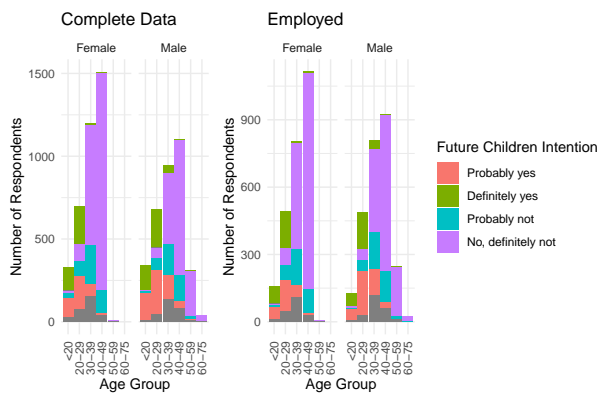 Complete Data
Employed
Female
Male
Female
Male
Number of Respondents
1500
1000
500
0
<20
20−29
30−39
40−49
50−59
60−75
<20
20−29
30−39
40−49
50−59
60−75
Age Group
Number of Respondents
900
600
300
0
<20
20−29
30−39
40−49
50−59
60−75
<20
20−29
30−39
40−49
50−59
60−75
Age Group
Future Children Intention
Probably yes
Definitely yes
Probably not
No, definitely not